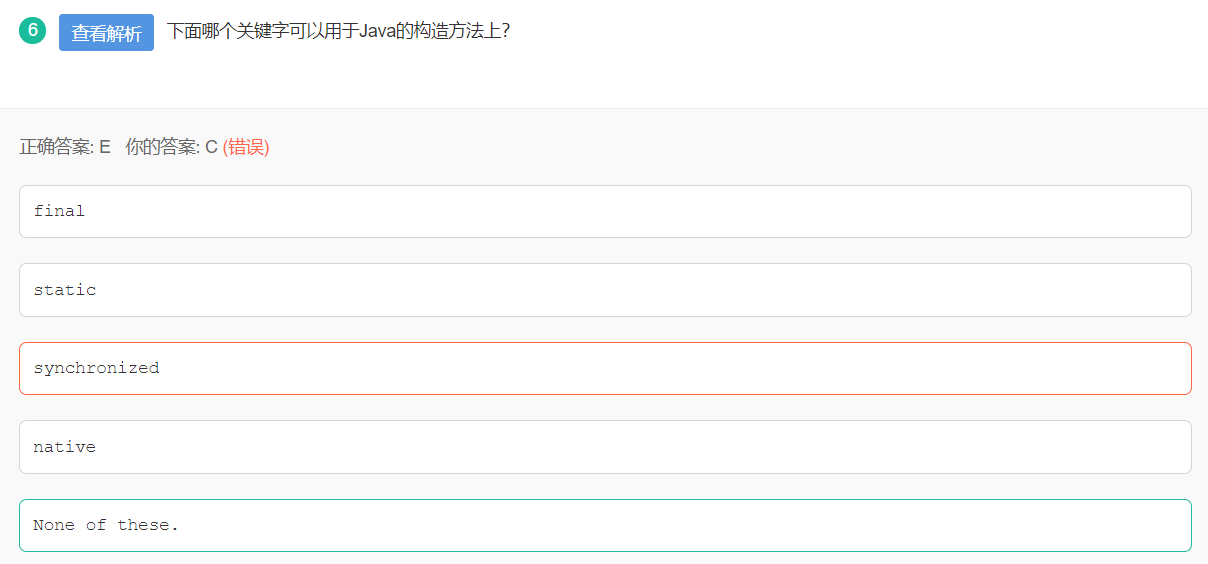 6 查看解析 下面哪个关键字可以用于Java的构造方法上?
正确答案: E 你的答案: C (错误)
final
static
synchronized
native
None of these.